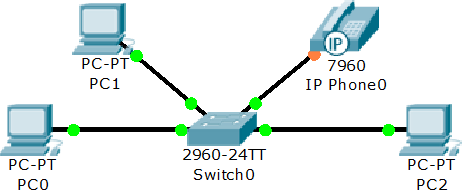 PC-PT
PC1
IP
7960
IP Phone0
PC-PT
PC0
2960-24TT
Switch0
PC-PT
PC2